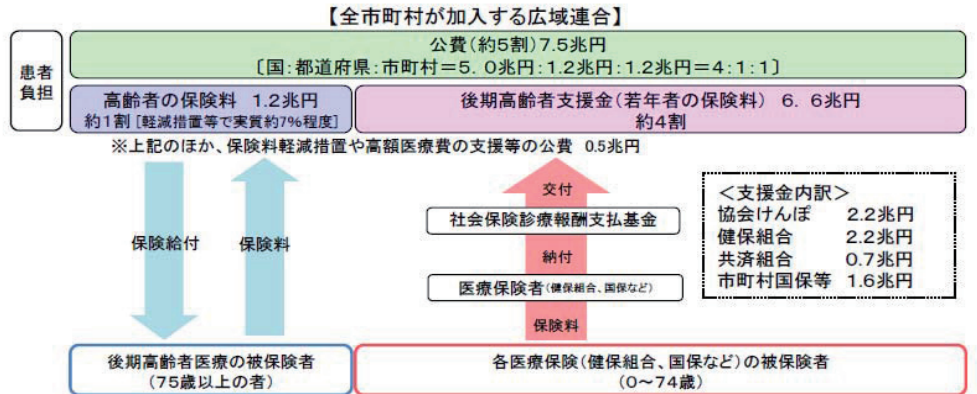 【全市町村が加入する広域連合】
患者
負担
公費(約5割)7.5兆円
〔国:都道府県:市町村=5.0兆円:1.2兆円:1.2兆円=4:1:1〕
高齢者の保険料 1.2兆円
約1割[軽減措置等で実質約7%程度]
後期高齢者支援金(若年者の保険料) 6.6兆円
約4割
※上記のほか、保険料軽減措置や高額医療費の支援等の公費 0.5兆円
保険給付
保険料
交付
社会保険診療報酬支払基金
納付
医療保険者(健保組合、国保など)
保険料
<支援金内訳>
協会けんぽ 2.2兆円
健保組合 2.2兆円
共済組合 0.7兆円
市町村国保等 1.6兆円
後期高齢者医療の被保険者
(75歳以上の者)
各医療保険(健保組合、国保など)の被保険者
(0~74歳)